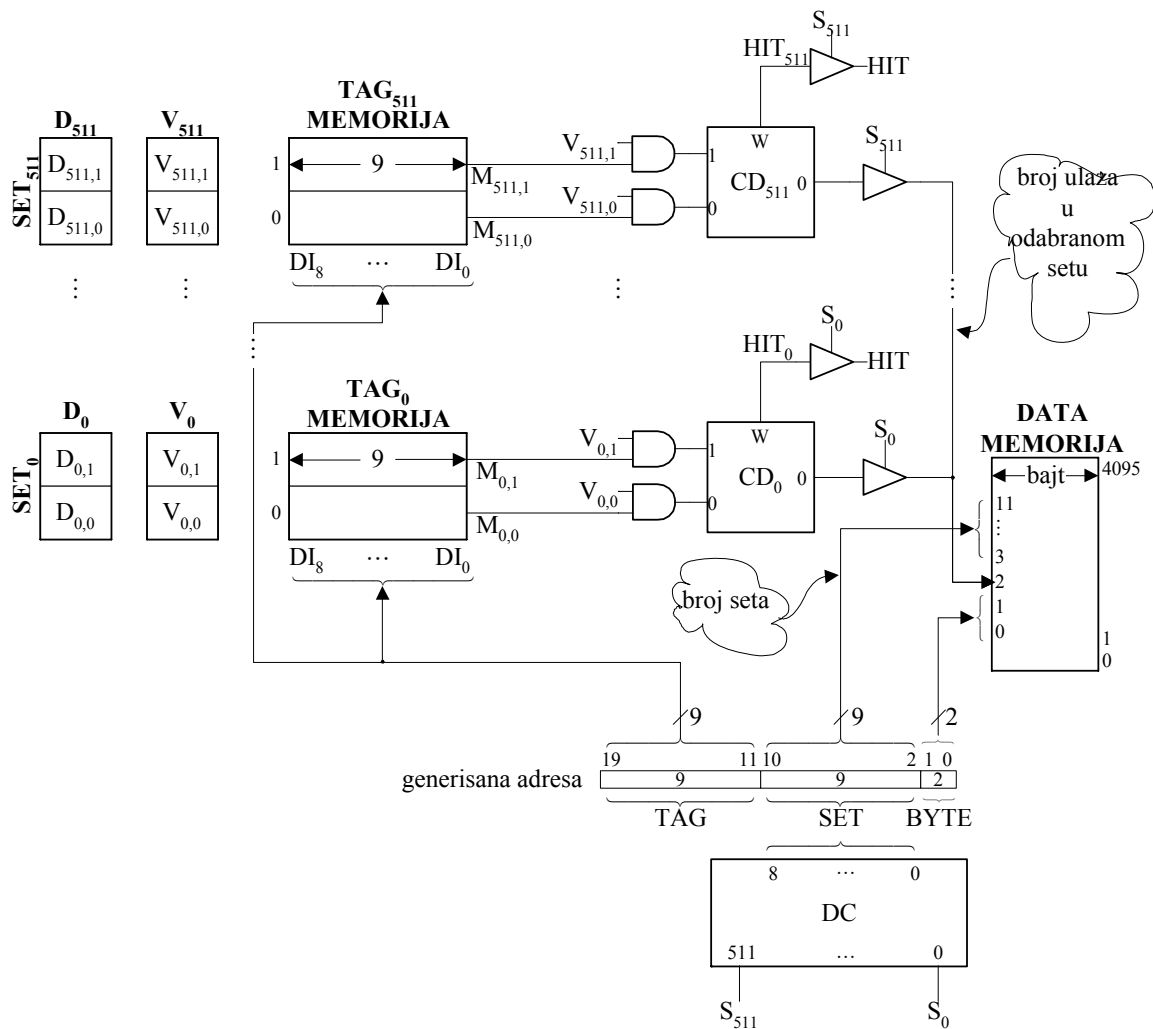 S511
HIT511
HIT
D511
V511
TAG511
MEMORIJA
SET511
D511,1
V511,1
1
9
M511,1
V511,1
1
W
CD511
0
S511
D511,0
V511,0
0
M511,0
V511,0
0
broj ulaza
u
odabranom
setu
⋮
⋮
DI8
…
DI0
⋮
⋮
⋮
S0
HIT0
HIT
D0
V0
TAG0
MEMORIJA
SET0
D0,1
V0,1
1
9
M0,1
V0,1
1
W
CD0
0
S0
D0,0
V0,0
0
M0,0
V0,0
0
DI8
…
DI0
DATA
MEMORIJA
bajt
4095
11
⋮
3
2
1
0
1
0
broj seta
9
9
2
19
11
10
2
1
0
generisana adresa
9
9
2
TAG
SET
BYTE
8
…
0
DC
511
…
0
S511
S0